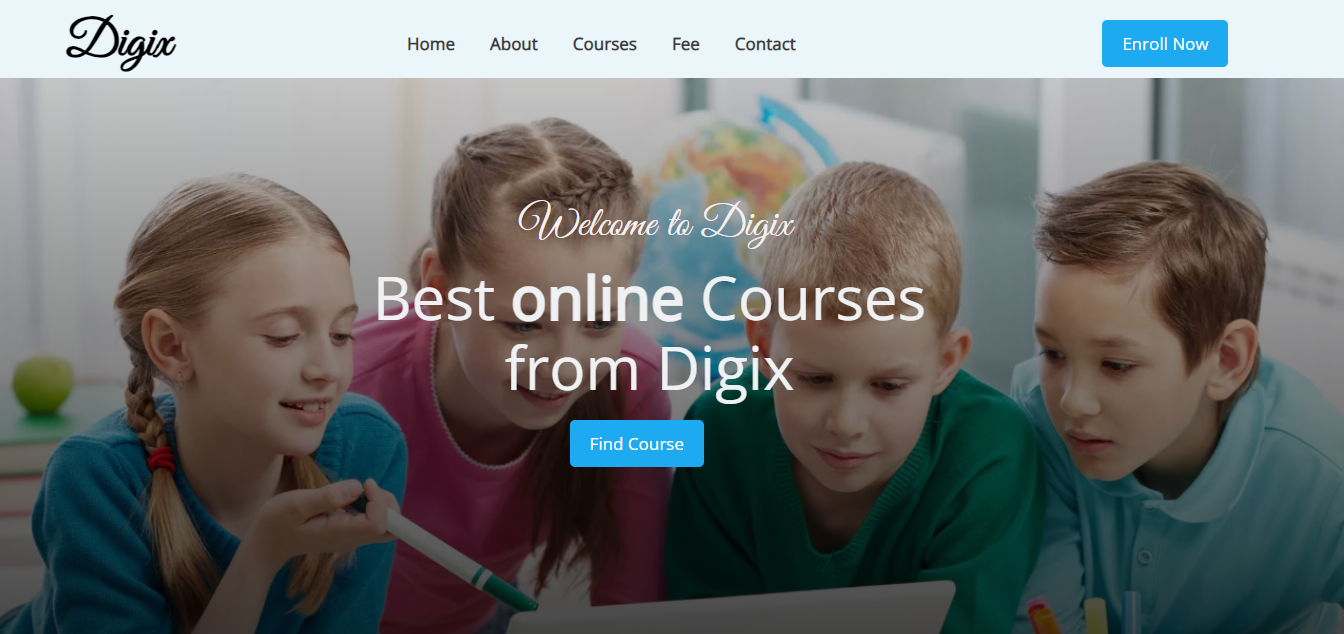 Digix
Home About Courses Fee Contact
Enroll Now
Welcome to Digix
Best online Courses
from Digix
Find Course